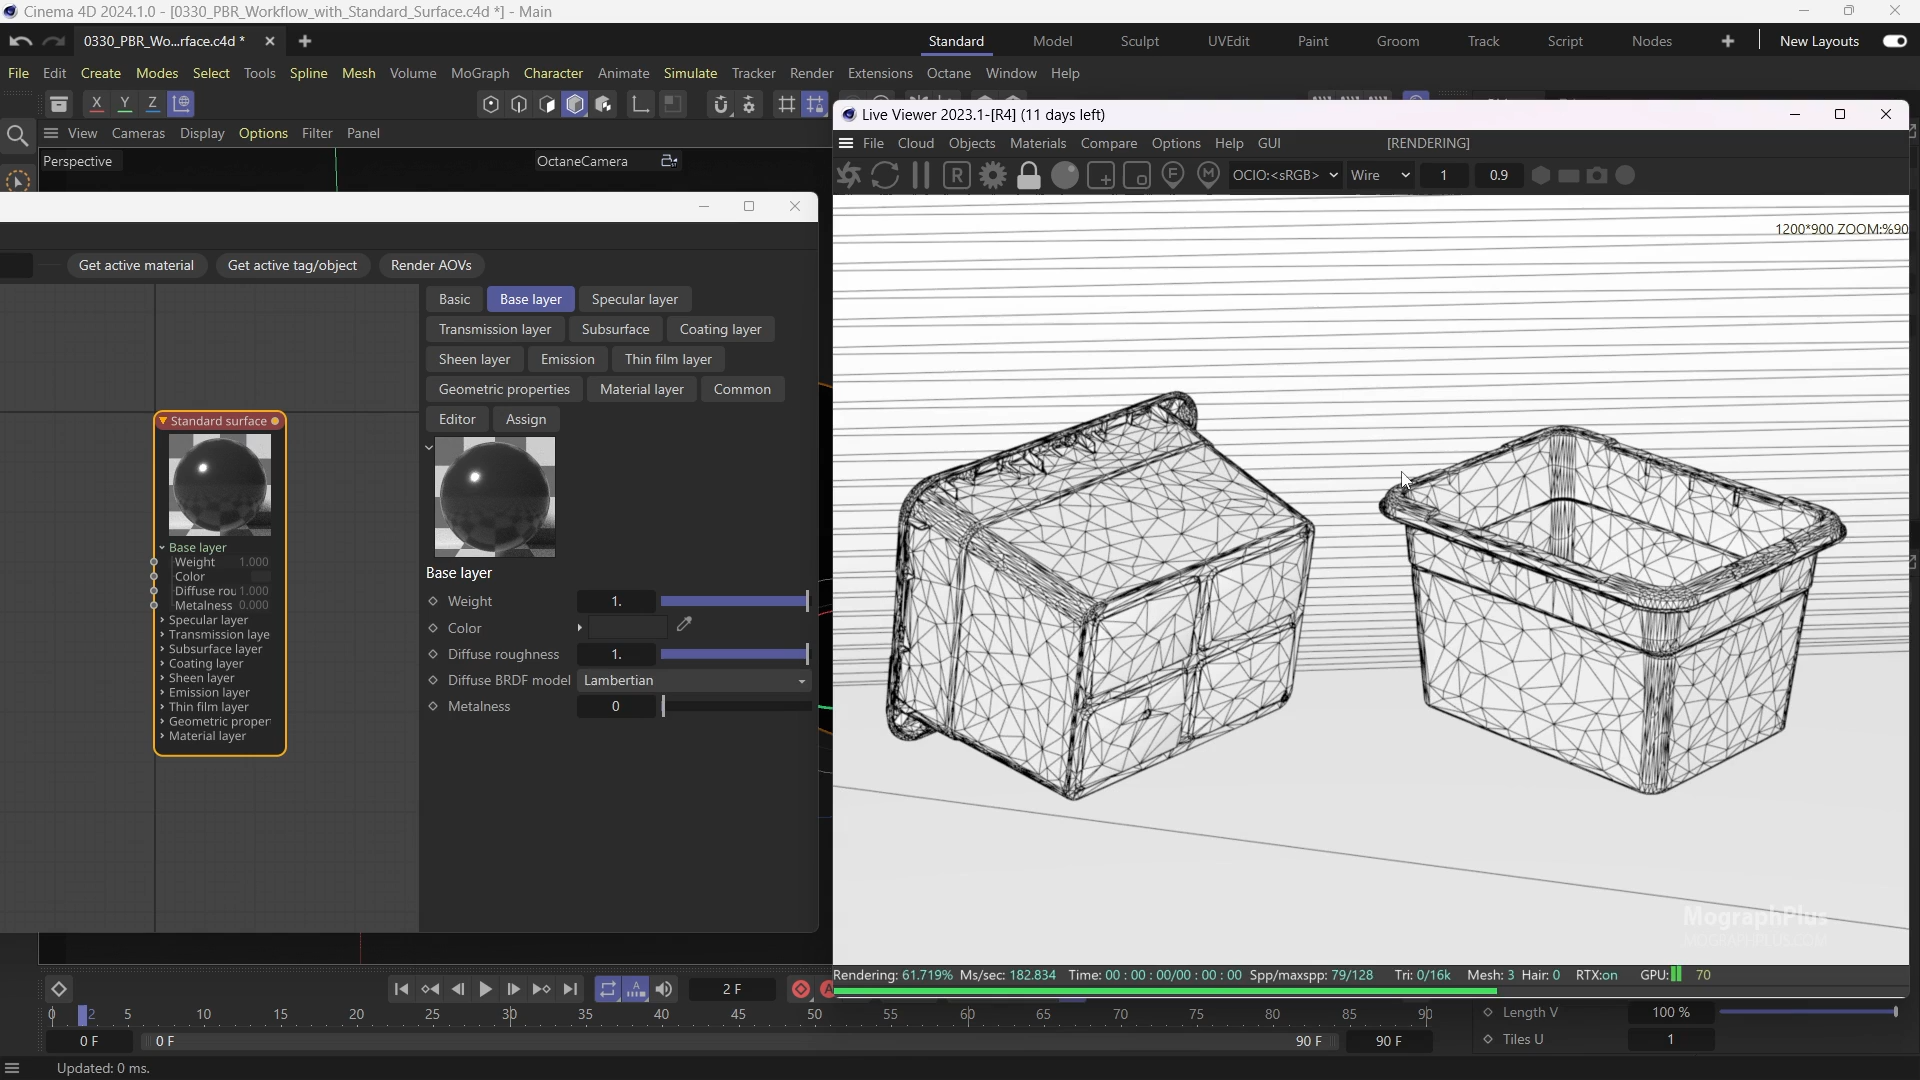 Cinema 4D 2024.1.0 - [0330_PBR_Workflow_with_Standard_Surface.c4d *] - Main
0330_PBR_Wo...rface.c4d *
Standard Model Sculpt UVEdit Paint Groom Track Script Nodes New Layouts
File Edit Create Modes Select Tools Spline Mesh Volume MoGraph Character Animate Simulate Tracker Render Extensions Octane Window Help
X Y Z
View Cameras Display Options Filter Panel
Perspective
OctaneCamera
Get active material Get active tag/object Render AOVs
Basic Base layer Specular layer
Transmission layer Subsurface Coating layer
Sheen layer Emission Thin film layer
Geometric properties Material layer Common
Editor Assign
Standard surface
Base layer
Weight 1.000
Color
Diffuse rou 1.000
Metalness 0.000
Specular layer
Transmission laye
Subsurface layer
Coating layer
Sheen layer
Emission layer
Thin film layer
Geometric proper
Material layer
Base layer
Weight 1.
Color
Diffuse roughness 1.
Diffuse BRDF model Lambertian
Metalness 0
Live Viewer 2023.1-[R4] (11 days left)
File Cloud Objects Materials Compare Options Help GUI [RENDERING]
R F M OCIO:<sRGB> Wire 1 0.9
1200*900 ZOOM:%90
MographPlus
Rendering: 61.719% Ms/sec: 182.834 Time: 00 : 00 : 00/00 : 00 : 00 Spp/maxspp: 79/128 Tri: 0/16k Mesh: 3 Hair: 0 RTX:on GPU: 70
2 F
0 2 5 10 15 20 25 30 35 40 45 50 55 60 65 70 75 80 85 90
0 F 0 F 90 F 90 F
Length V 100 %
Tiles U 1
Updated: 0 ms.